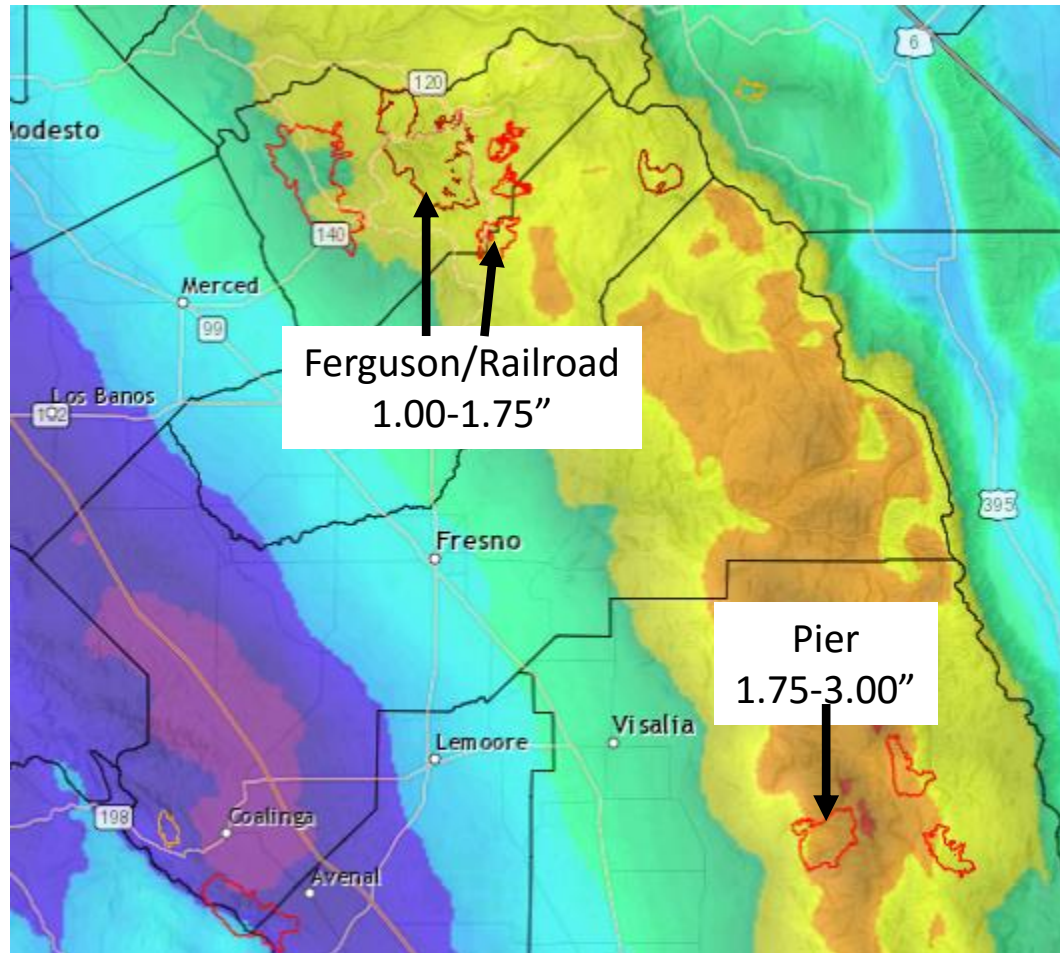 6
120
Modesto
140
Merced
99
Ferguson/Railroad
1.00-1.75”
Los Banos
395
Fresno
Pier
1.75-3.00”
Visalia
Lemoore
198
Coalinga
Avenal